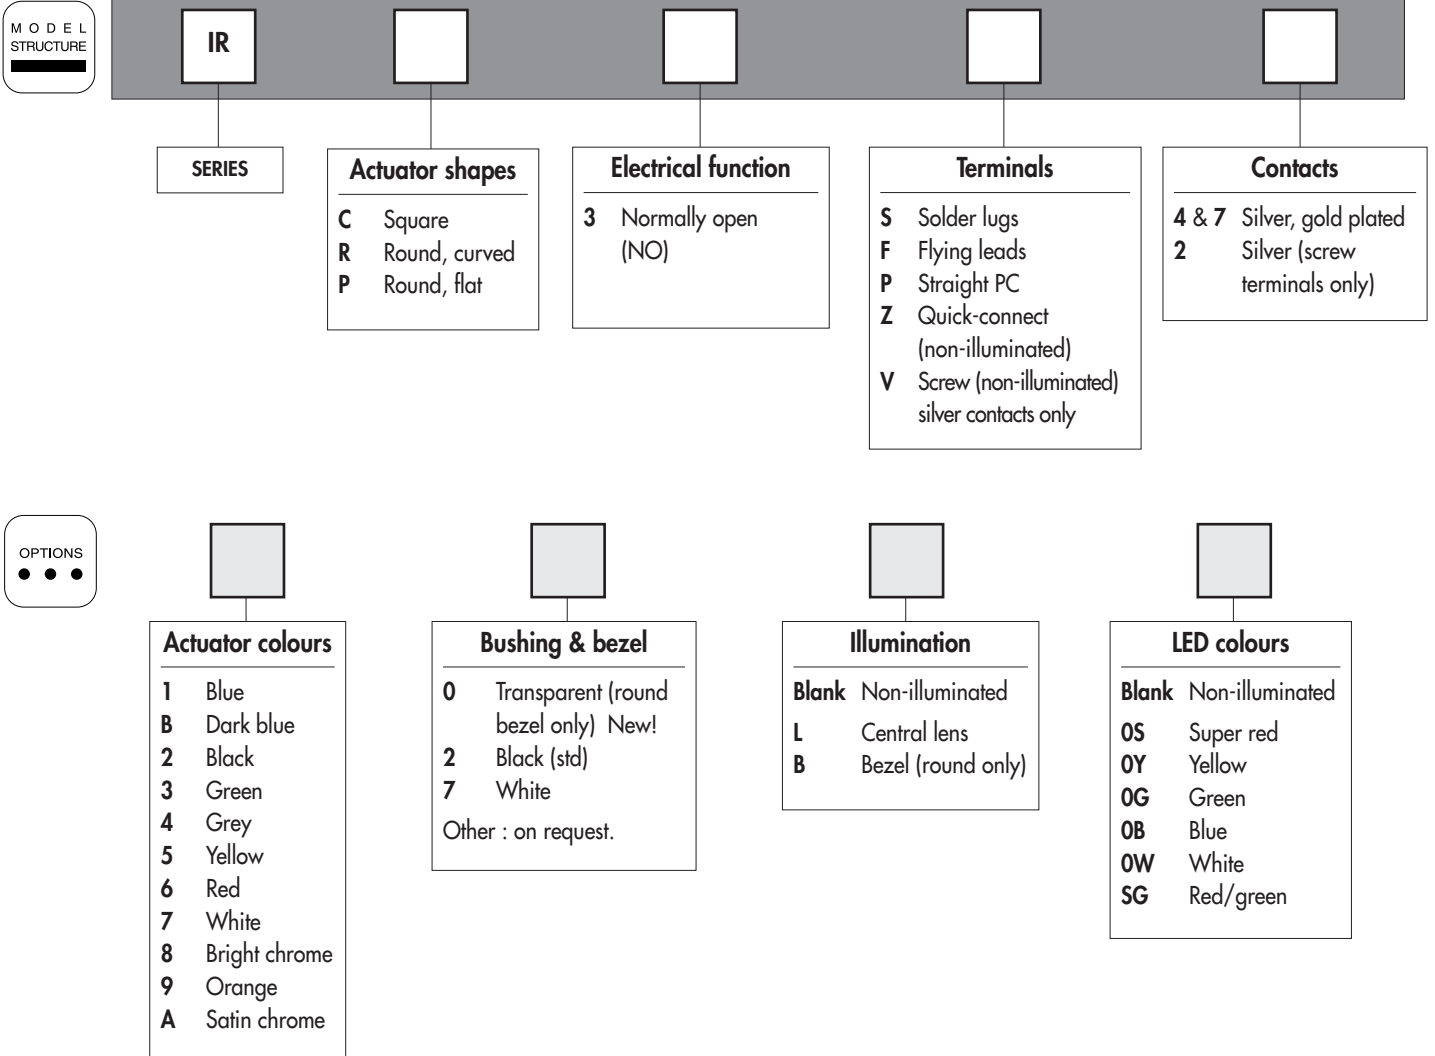 MODEL
STRUCTURE
IR
SERIES
Actuator shapes
C Square
R Round, curved
P Round, flat
Electrical function
3 Normally open
(NO)
Terminals
S Solder lugs
F Flying leads
P Straight PC
Z Quick-connect
(non-illuminated)
V Screw (non-illuminated)
silver contacts only
Contacts
4 & 7 Silver, gold plated
2 Silver (screw
terminals only)
OPTIONS
Actuator colours
1 Blue
B Dark blue
2 Black
3 Green
4 Grey
5 Yellow
6 Red
7 White
8 Bright chrome
9 Orange
A Satin chrome
Bushing & bezel
0 Transparent (round
bezel only) New!
2 Black (std)
7 White
Other : on request.
Illumination
Blank Non-illuminated
L Central lens
B Bezel (round only)
LED colours
Blank Non-illuminated
0S Super red
0Y Yellow
0G Green
0B Blue
0W White
SG Red/green